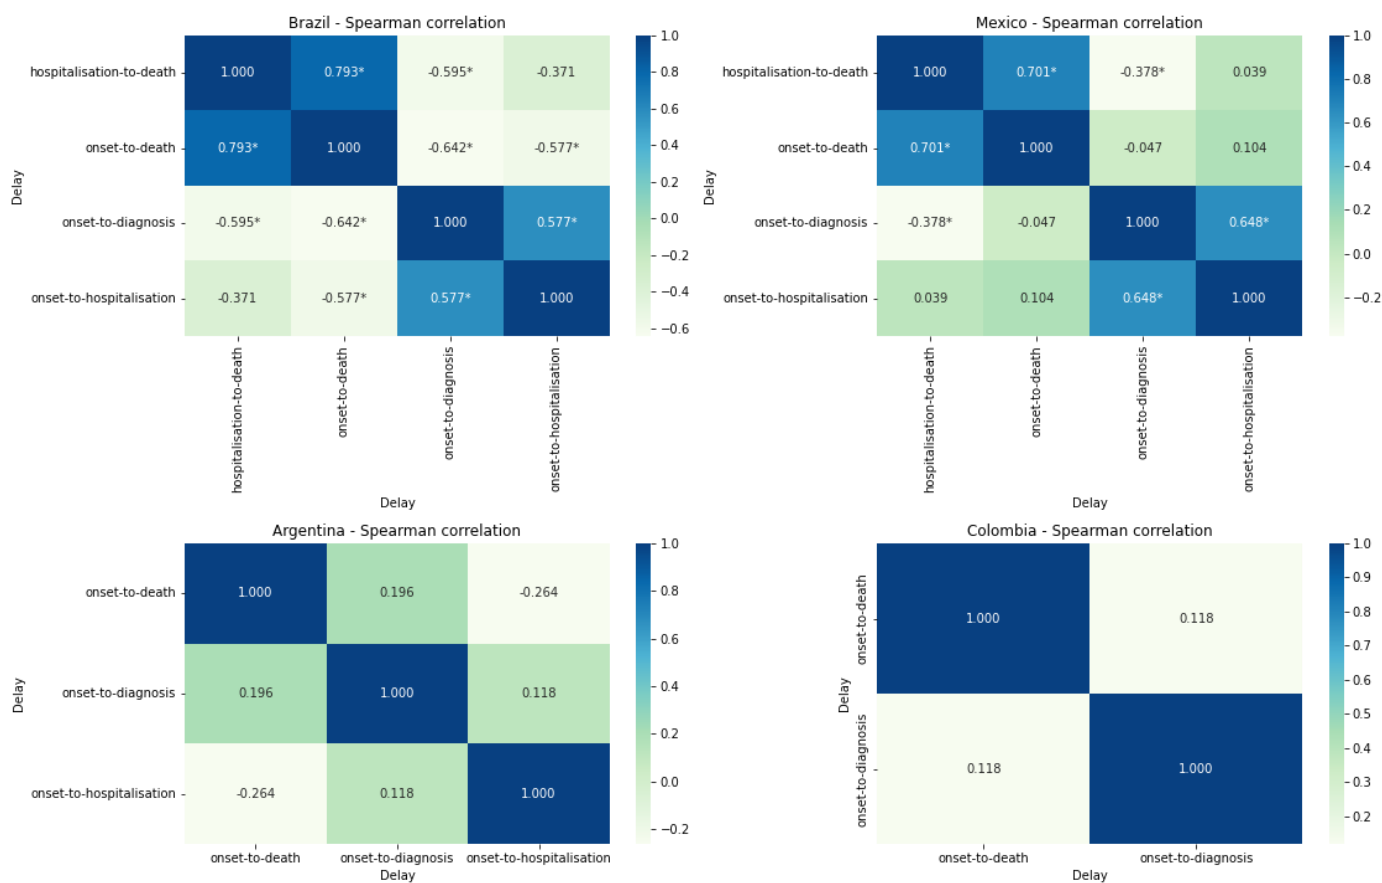 Brazil - Spearman correlation
Delay
hospitalisation-to-death 1.000 0.793* -0.595* -0.371
onset-to-death 0.793* 1.000 -0.642* -0.577*
onset-to-diagnosis -0.595* -0.642* 1.000 0.577*
onset-to-hospitalisation -0.371 -0.577* 0.577* 1.000
hospitalisation-to-death onset-to-death onset-to-diagnosis onset-to-hospitalisation
Delay
1.0
0.8
0.6
0.4
0.2
0.0
−0.2
−0.4
−0.6
Mexico - Spearman correlation
Delay
hospitalisation-to-death 1.000 0.701* -0.378* 0.039
onset-to-death 0.701* 1.000 -0.047 0.104
onset-to-diagnosis -0.378* -0.047 1.000 0.648*
onset-to-hospitalisation 0.039 0.104 0.648* 1.000
hospitalisation-to-death onset-to-death onset-to-diagnosis onset-to-hospitalisation
Delay
1.0
0.8
0.6
0.4
0.2
0.0
−0.2
Argentina - Spearman correlation
Delay
onset-to-death 1.000 0.196 -0.264
onset-to-diagnosis 0.196 1.000 0.118
onset-to-hospitalisation -0.264 0.118 1.000
onset-to-death onset-to-diagnosis onset-to-hospitalisation
Delay
1.0
0.8
0.6
0.4
0.2
0.0
−0.2
Colombia - Spearman correlation
Delay
onset-to-death 1.000 0.118
onset-to-diagnosis 0.118 1.000
onset-to-death onset-to-diagnosis
Delay
1.0
0.9
0.8
0.7
0.6
0.5
0.4
0.3
0.2